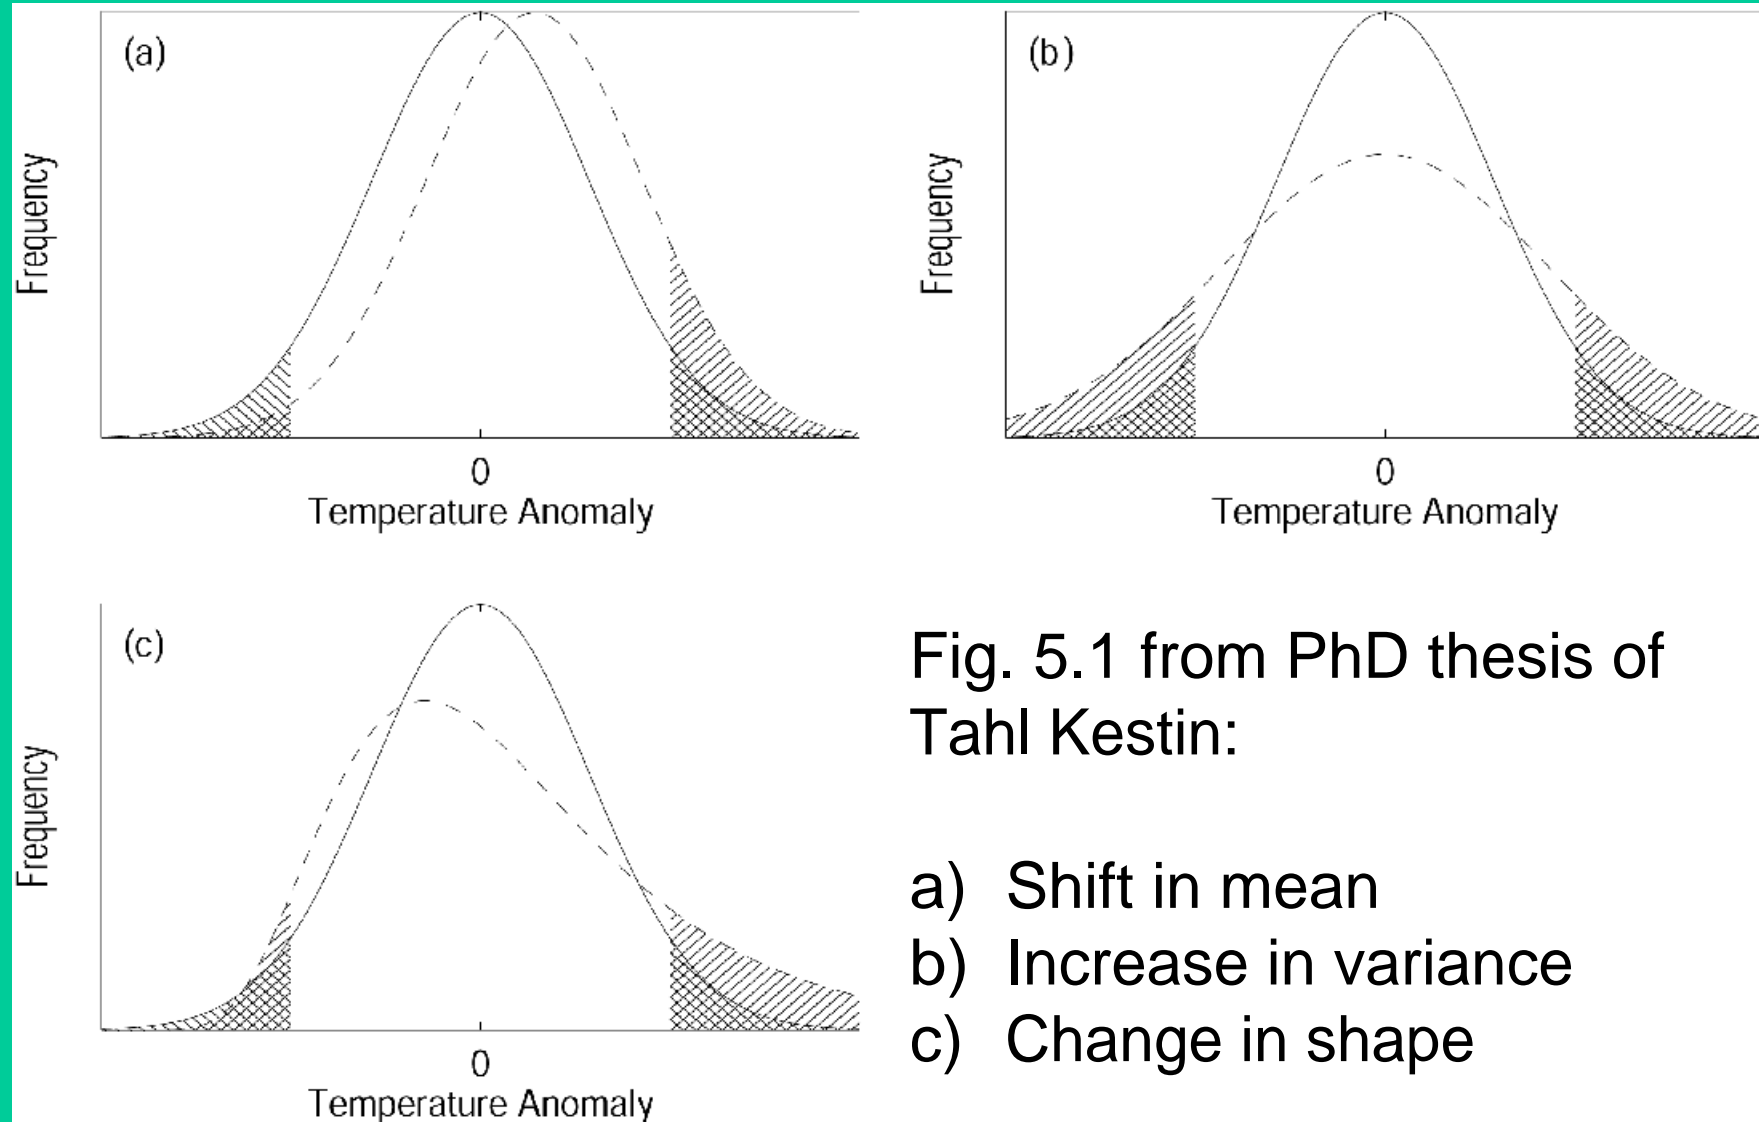 (a)
Frequency
0
Temperature Anomaly
(b)
Frequency
0
Temperature Anomaly
(c)
Frequency
0
Temperature Anomaly
Fig. 5.1 from PhD thesis of
Tahl Kestin:
a) Shift in mean
b) Increase in variance
c) Change in shape